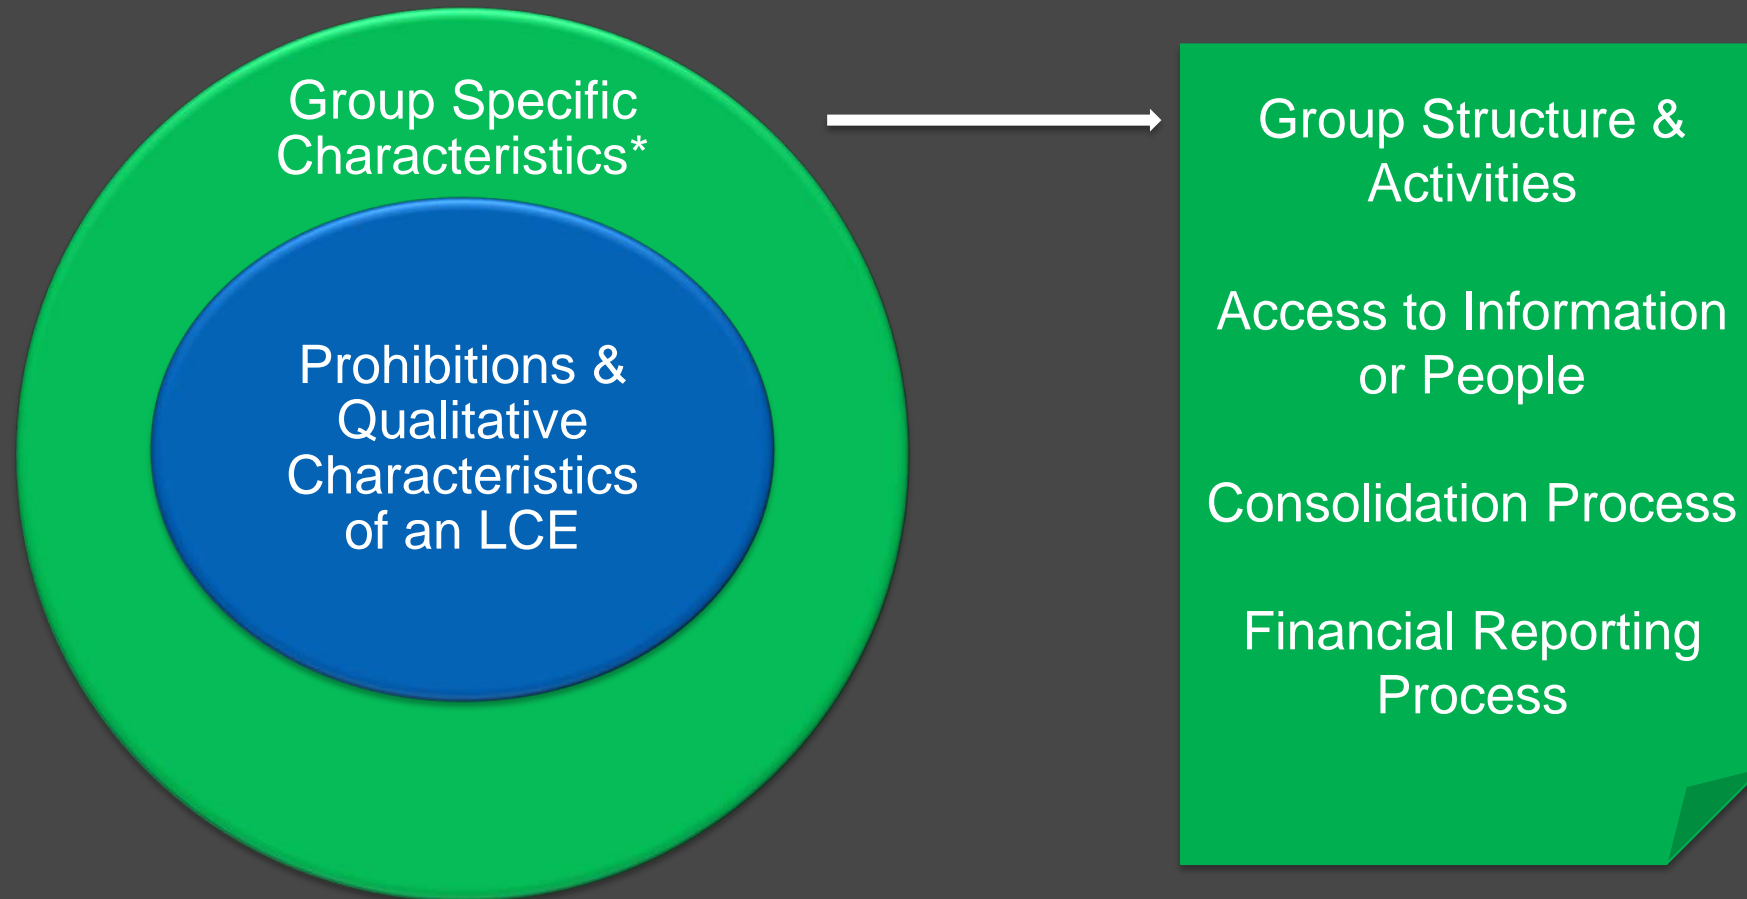 Group Specific
Characteristics*
Prohibitions &
Qualitative
Characteristics
of an LCE
Group Structure &
Activities
Access to Information
or People
Consolidation Process
Financial Reporting
Process